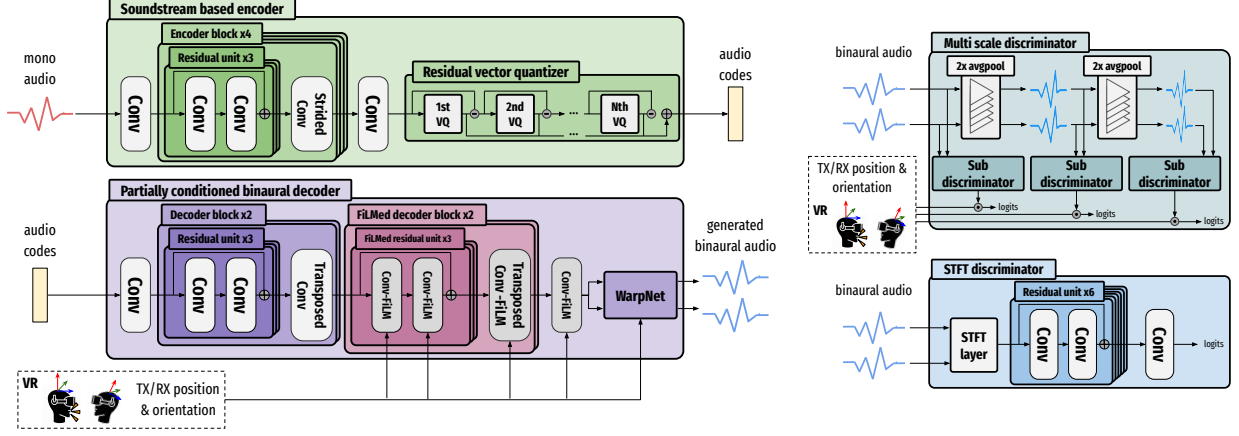 Soundstream based encoder
mono
audio
Conv
Encoder block x4
Residual unit x3
Conv
Conv
Strided
Conv
Conv
Residual vector quantizer
1st
VQ
2nd
VQ
...
...
Nth
VQ
audio
codes
Partially conditioned binaural decoder
audio
codes
Conv
Decoder block x2
Residual unit x3
Conv
Conv
Transposed
Conv
FiLMed decoder block x2
FiLMed residual unit x3
Conv-FiLM
Conv-FiLM
Transposed
Conv-FiLM
Conv-FiLM
WarpNet
generated
binaural audio
VR
TX/RX position
& orientation
Multi scale discriminator
binaural audio
2x avgpool
2x avgpool
Sub
discriminator
Sub
discriminator
Sub
discriminator
TX/RX position &
orientation
VR
logits
logits
logits
STFT discriminator
binaural audio
STFT
layer
Residual unit x6
Conv
Conv
Conv
logits